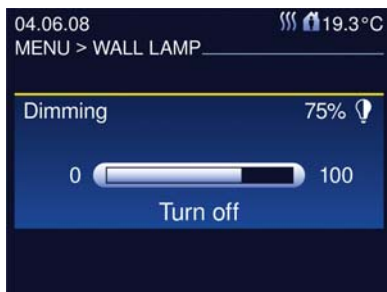 04.06.08 19.3°C
MENU > WALL LAMP
Dimming 75%
0 100
Turn off